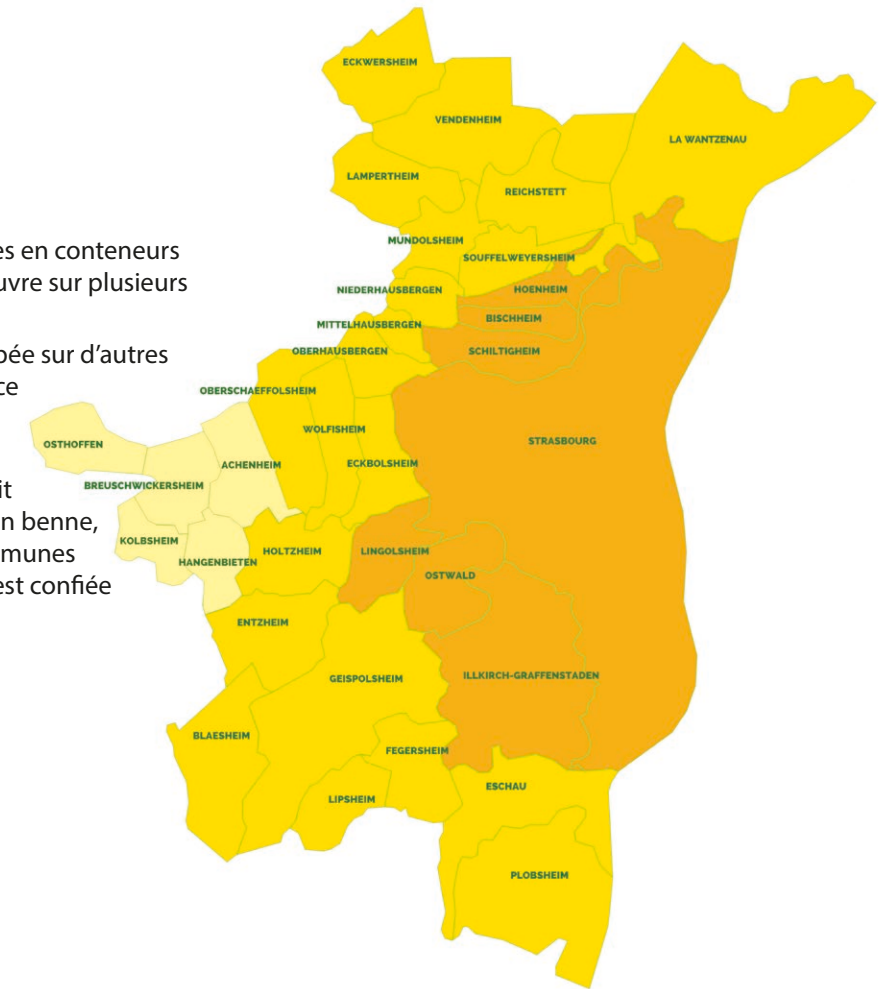 es en conteneurs
uvre sur plusieurs
pée sur d'autres
ce
it
n benne,
munes
est confiée
ECKWERSHEIM
VENDENHEIM
LA WANTZENAU
LAMPERTHEIM
REICHSTETT
MUNDOLSHEIM
SOUFFELWEYERSHEIM
NIEDERHAUSBERGEN
HOENHEIM
BISCHHEIM
MITTELHAUSBERGEN
OBERHAUSBERGEN
SCHILTIGHEIM
OBERSCHAEFFOLSHEIM
WOLFISHEIM
STRASBOURG
OSTHOFFEN
ACHENHEIM
ECKBOLSHEIM
BREUSCHWICKERSHEIM
KOLBSHEIM
HANGENBIETEN
HOLTZHEIM
LINGOLSHEIM
OSTWALD
ENTZHEIM
GEISPOLSHEIM
ILLKIRCH-GRAFFENSTADEN
BLAESHEIM
FEGERSHEIM
LIPSHEIM
ESCHAU
PLOBSHEIM